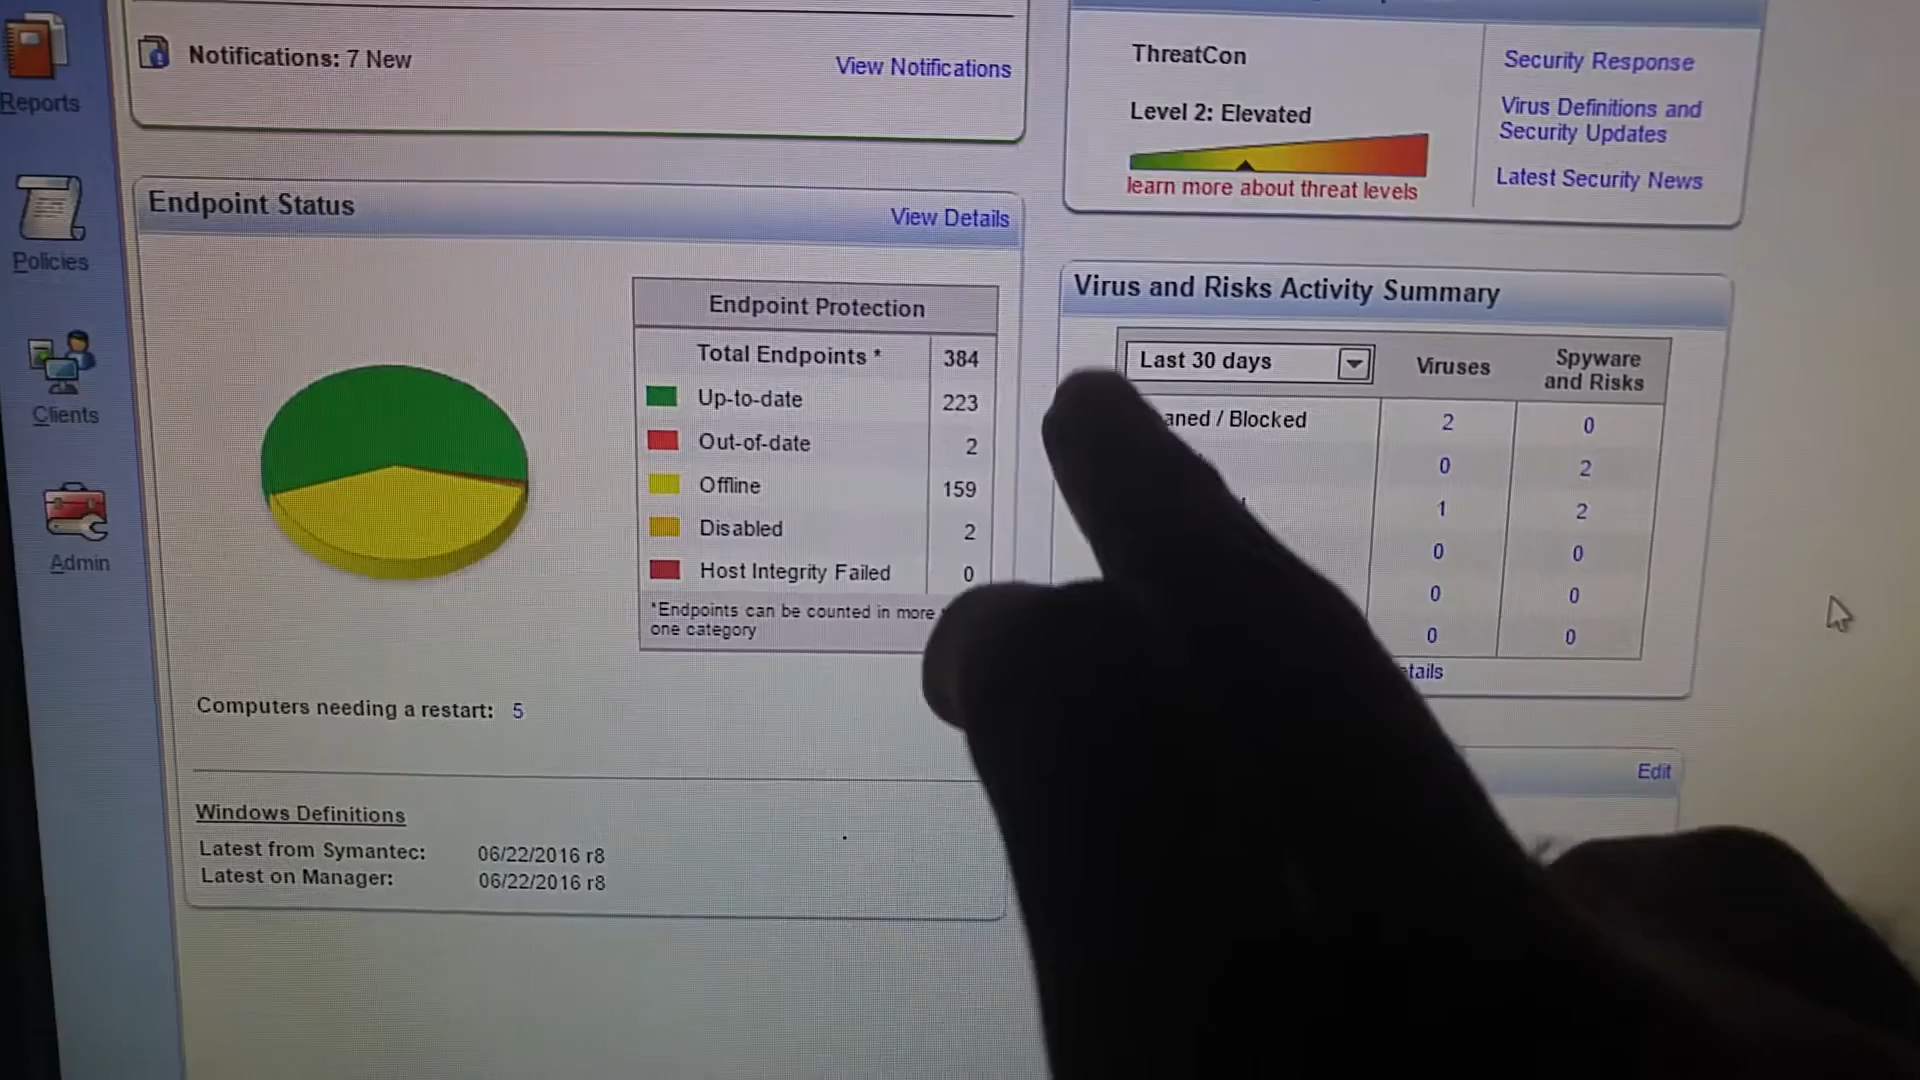 Reports
Policies
Clients
Admin
Notifications: 7 New
View Notifications
Endpoint Status
View Details
Endpoint Protection
Total Endpoints * 384
Up-to-date 223
Out-of-date 2
Offline 159
Disabled 2
Host Integrity Failed 0
*Endpoints can be counted in more
one category
Computers needing a restart: 5
Windows Definitions
Latest from Symantec: 06/22/2016 r8
Latest on Manager: 06/22/2016 r8
ThreatCon
Level 2: Elevated
learn more about threat levels
Security Response
Virus Definitions and
Security Updates
Latest Security News
Virus and Risks Activity Summary
Last 30 days Viruses Spyware
and Risks
/ Blocked 2 0
0 2
1 2
0 0
0 0
0 0
Edit